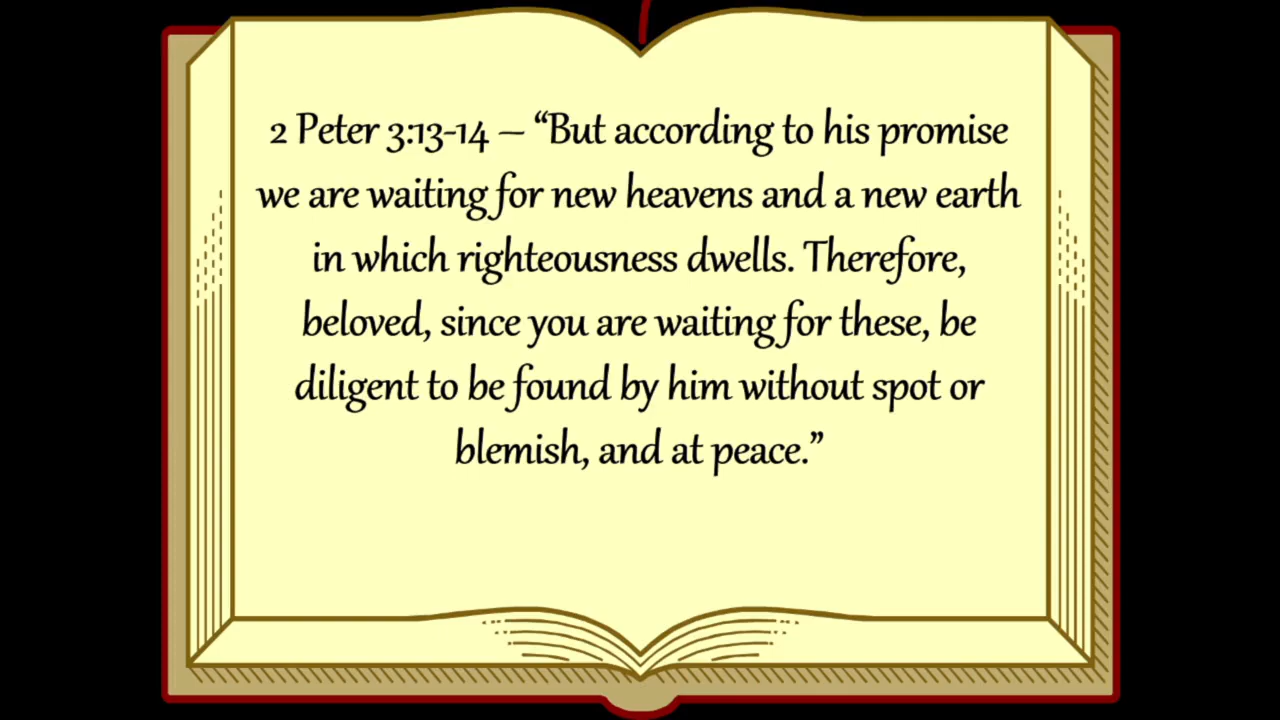 2 Peter 3:13-14 – “But according to his promise
we are waiting for new heavens and a new earth
in which righteousness dwells. Therefore,
beloved, since you are waiting for these, be
diligent to be found by him without spot or
blemish, and at peace.”